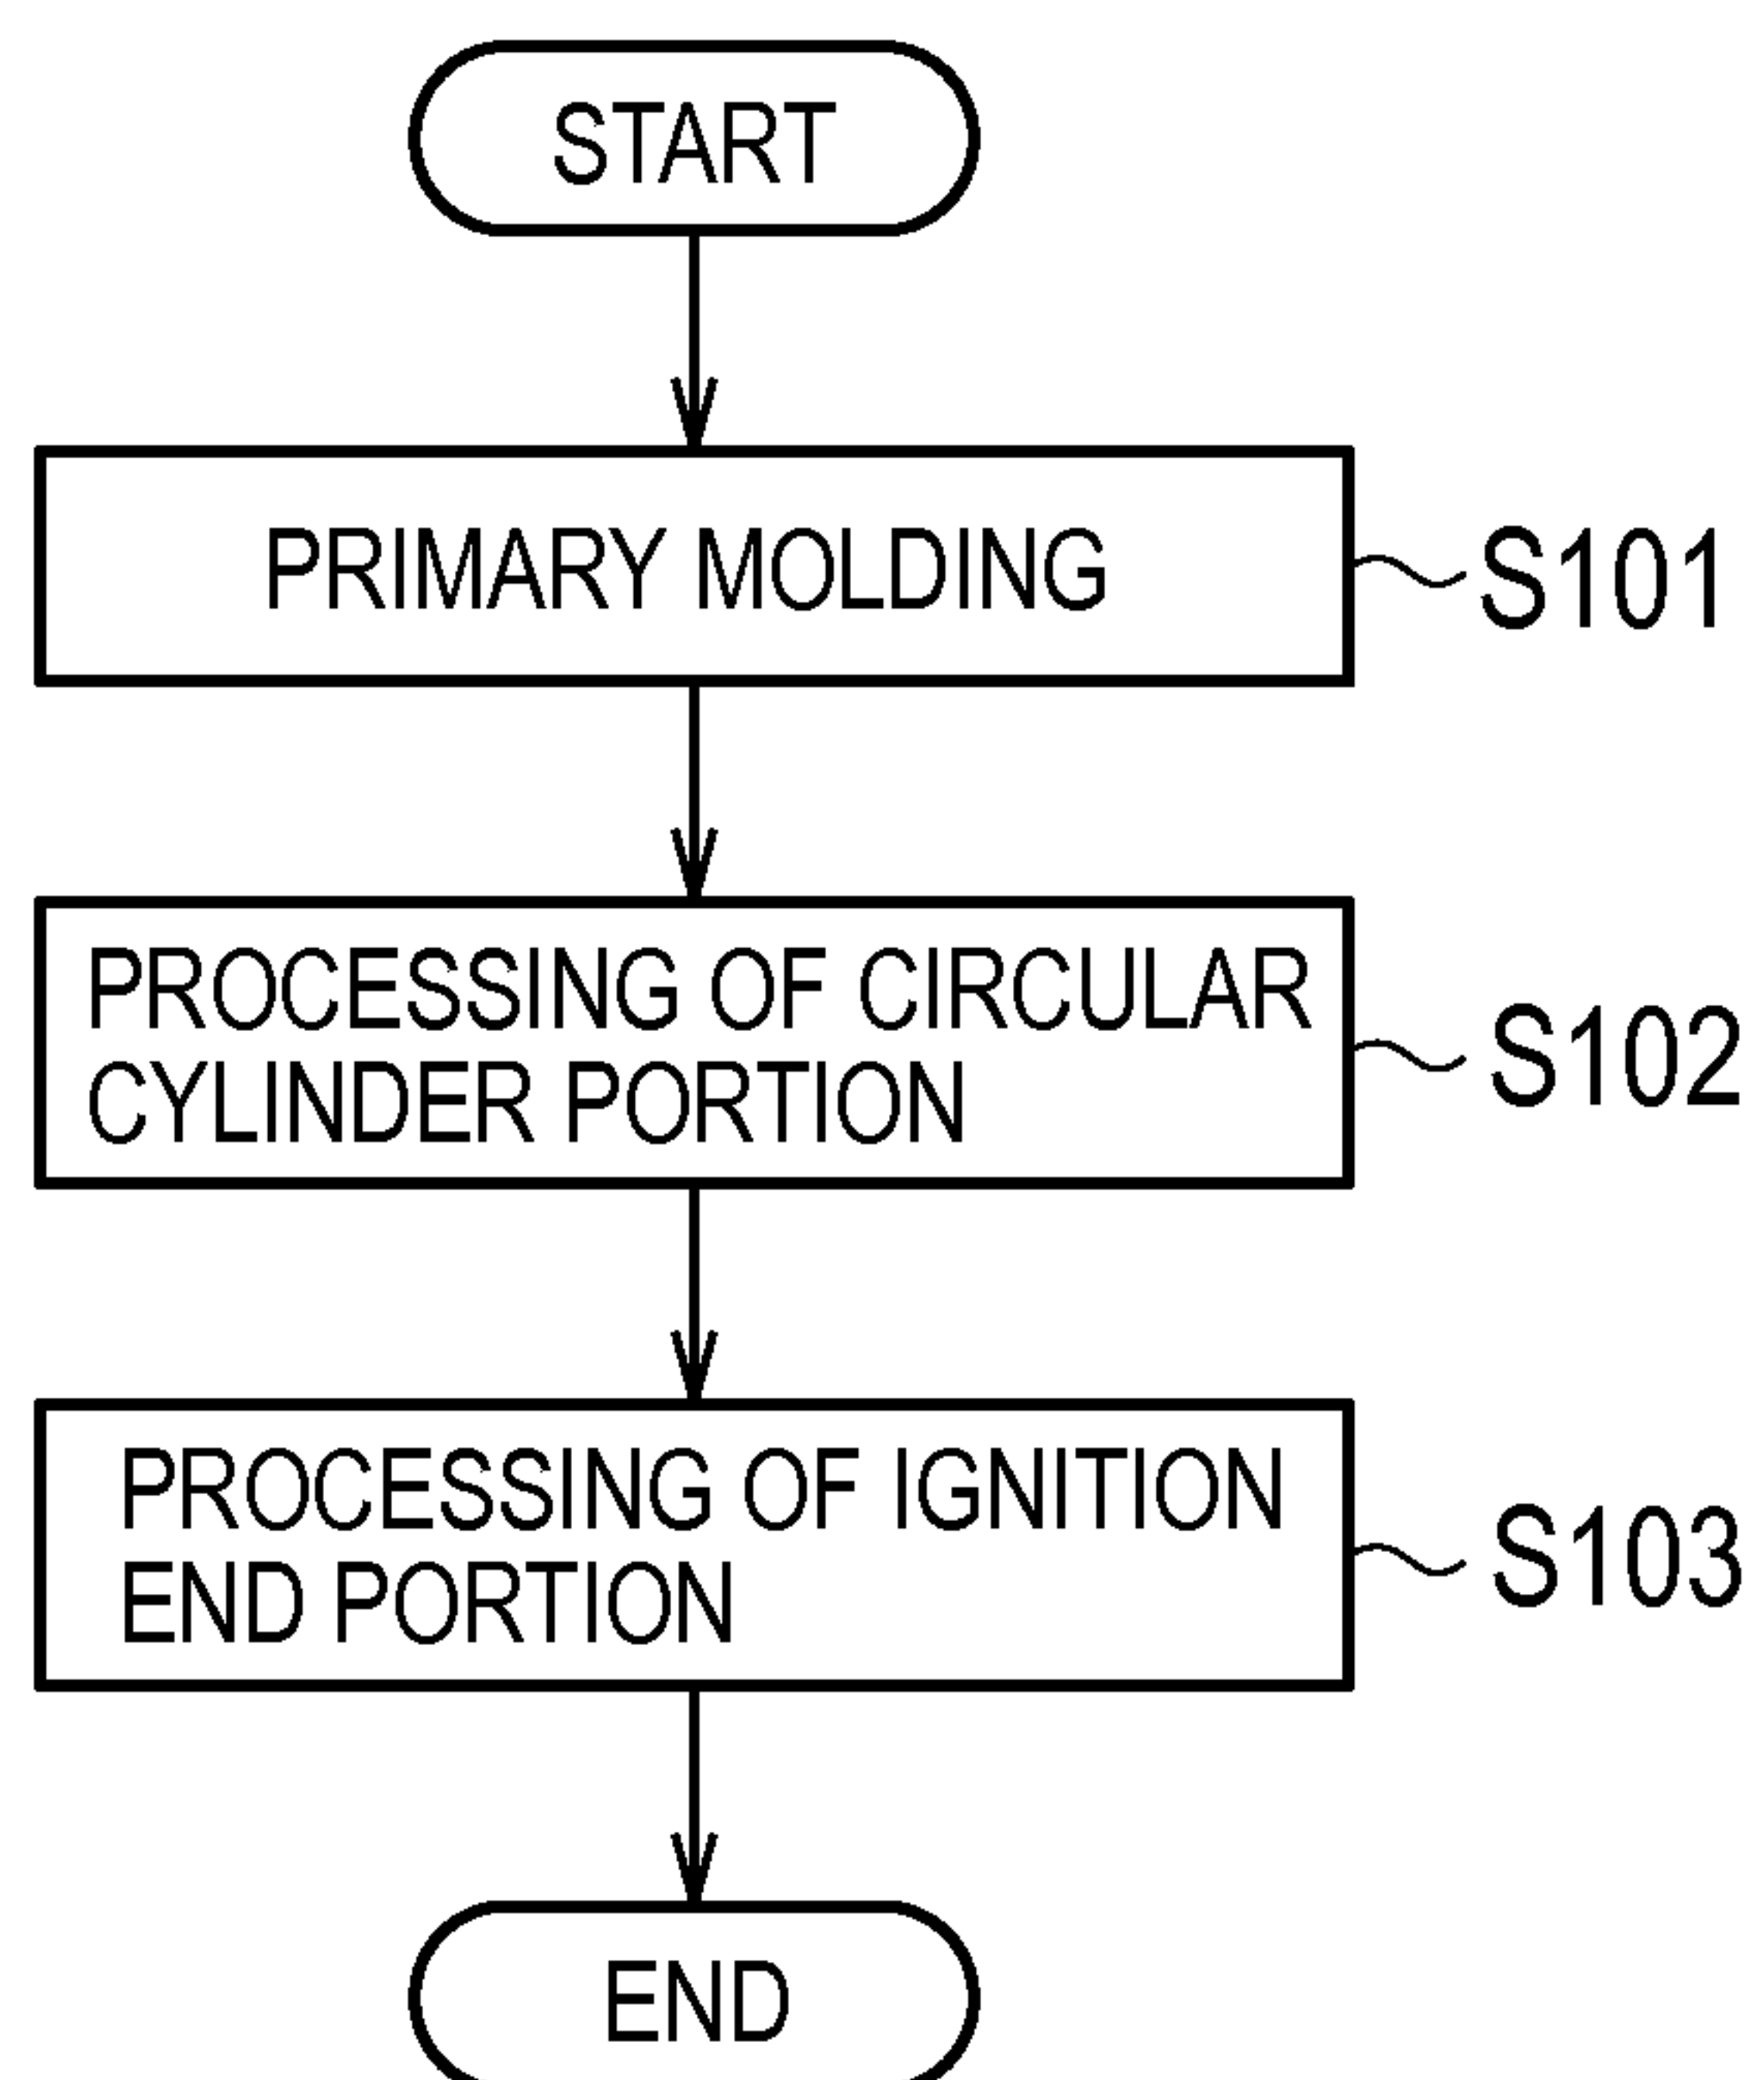 START
PRIMARY MOLDING
S101
PROCESSING OF CIRCULAR
CYLINDER PORTION
S102
PROCESSING OF IGNITION
END PORTION
S103
END